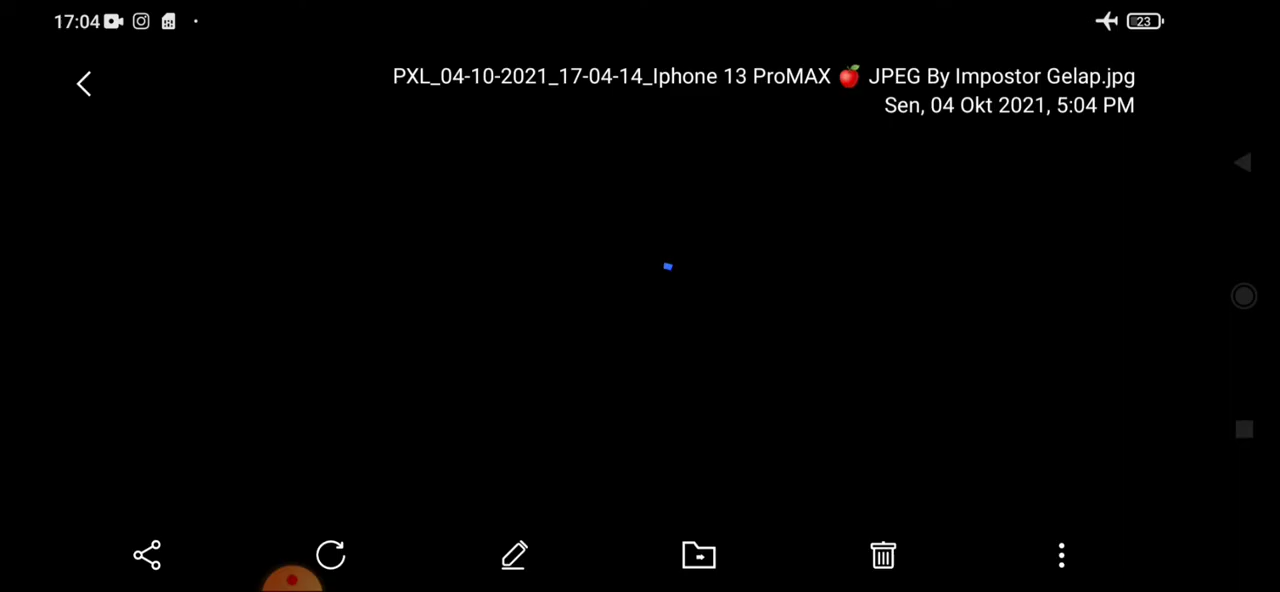 17:04
23
PXL_04-10-2021_17-04-14_Iphone 13 ProMAX 🍎 JPEG By Impostor Gelap.jpg
Sen, 04 Okt 2021, 5:04 PM